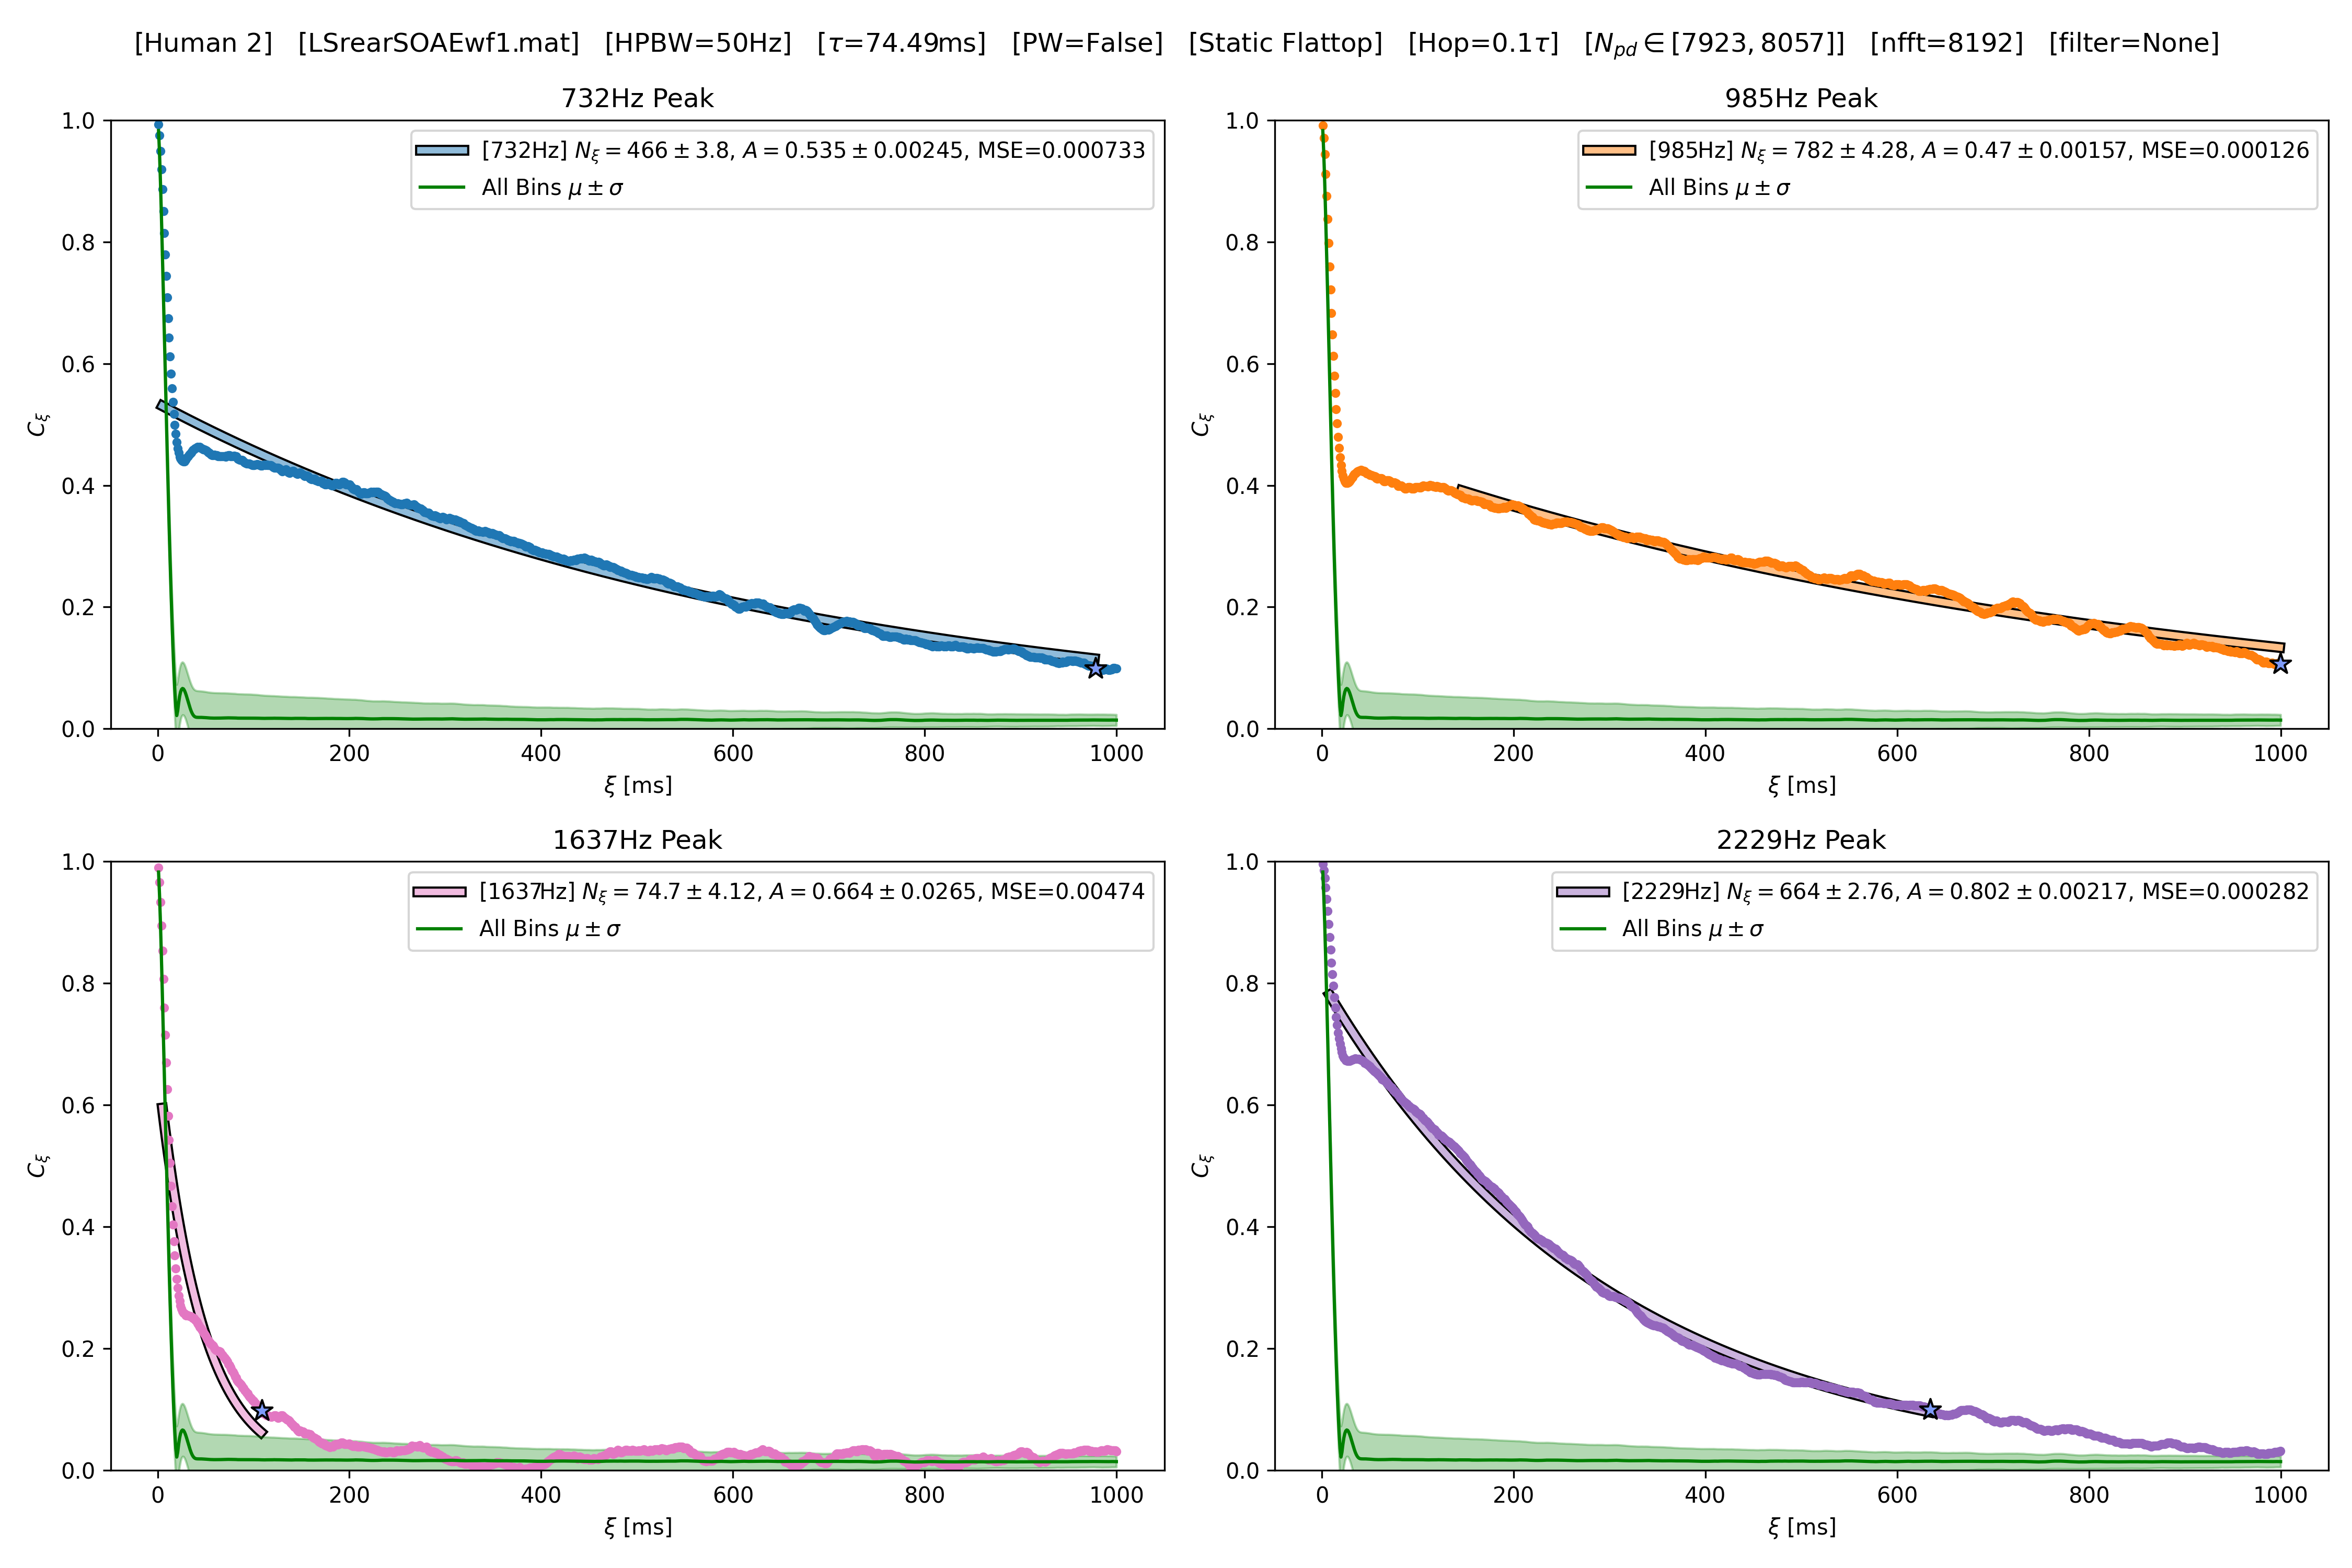 [Human 2] [LSrearSOAEwf1.mat] [HPBW=50Hz] [τ=74.49ms] [PW=False] [Static Flattop] [Hop=0.1τ] [N_pd ∈ [7923, 8057]] [nfft=8192] [filter=None]
732Hz Peak
[732Hz] N_ξ = 466 ± 3.8, A = 0.535 ± 0.00245, MSE=0.000733
All Bins μ ± σ
1.0
0.8
0.6
0.4
0.2
0.0
C_ξ
0 200 400 600 800 1000
ξ [ms]
985Hz Peak
[985Hz] N_ξ = 782 ± 4.28, A = 0.47 ± 0.00157, MSE=0.000126
All Bins μ ± σ
1.0
0.8
0.6
0.4
0.2
0.0
C_ξ
0 200 400 600 800 1000
ξ [ms]
1637Hz Peak
[1637Hz] N_ξ = 74.7 ± 4.12, A = 0.664 ± 0.0265, MSE=0.00474
All Bins μ ± σ
1.0
0.8
0.6
0.4
0.2
0.0
C_ξ
0 200 400 600 800 1000
ξ [ms]
2229Hz Peak
[2229Hz] N_ξ = 664 ± 2.76, A = 0.802 ± 0.00217, MSE=0.000282
All Bins μ ± σ
1.0
0.8
0.6
0.4
0.2
0.0
C_ξ
0 200 400 600 800 1000
ξ [ms]